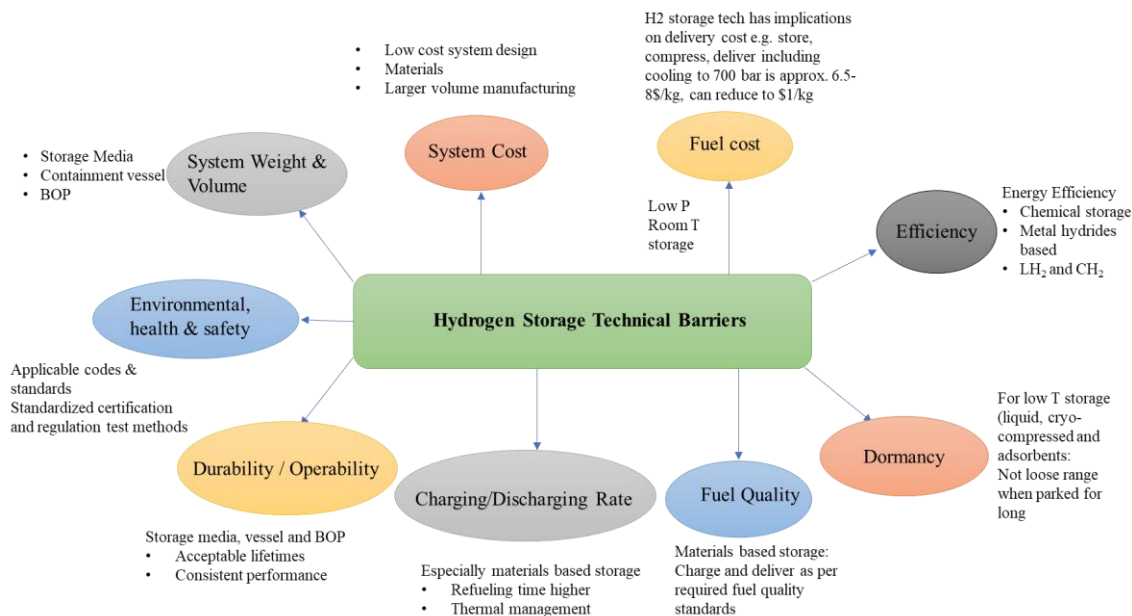 H2 storage tech has implications
on delivery cost e.g. store,
compress, deliver including
cooling to 700 bar is approx. 6.5-
8$/kg, can reduce to $1/kg
• Low cost system design
• Materials
• Larger volume manufacturing
Fuel cost
System Cost
• Storage Media
• Containment vessel
• BOP
System Weight &
Volume
Low P
Room T
storage
Efficiency
Energy Efficiency
• Chemical storage
• Metal hydrides
based
• LH₂ and CH₂
Environmental,
health & safety
Hydrogen Storage Technical Barriers
Applicable codes &
standards
Standardized certification
and regulation test methods
Durability / Operability
Charging/Discharging Rate
Fuel Quality
Dormancy
For low T storage
(liquid, cryo-
compressed and
adsorbents:
Not loose range
when parked for
long
Storage media, vessel and BOP
• Acceptable lifetimes
• Consistent performance
Especially materials based storage
• Refueling time higher
• Thermal management
Materials based storage:
Charge and deliver as per
required fuel quality
standards